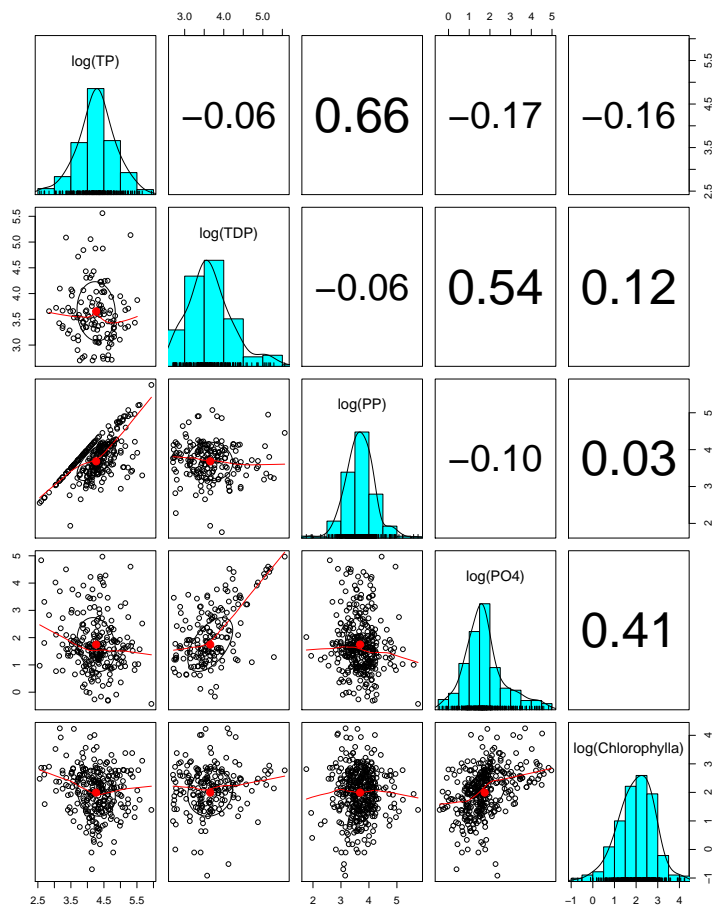 3.0 4.0 5.0
0 1 2 3 4 5
log(TP)
−0.06
0.66
−0.17
−0.16
2.5 3.5 4.5 5.5
3.0 3.5 4.0 4.5 5.0 5.5
log(TDP)
−0.06
0.54
0.12
log(PP)
−0.10
0.03
2 3 4 5
0 1 2 3 4 5
log(PO4)
0.41
log(Chlorophylla)
−1 0 1 2 3 4
2.5 3.5 4.5 5.5
2 3 4 5
−1 0 1 2 3 4